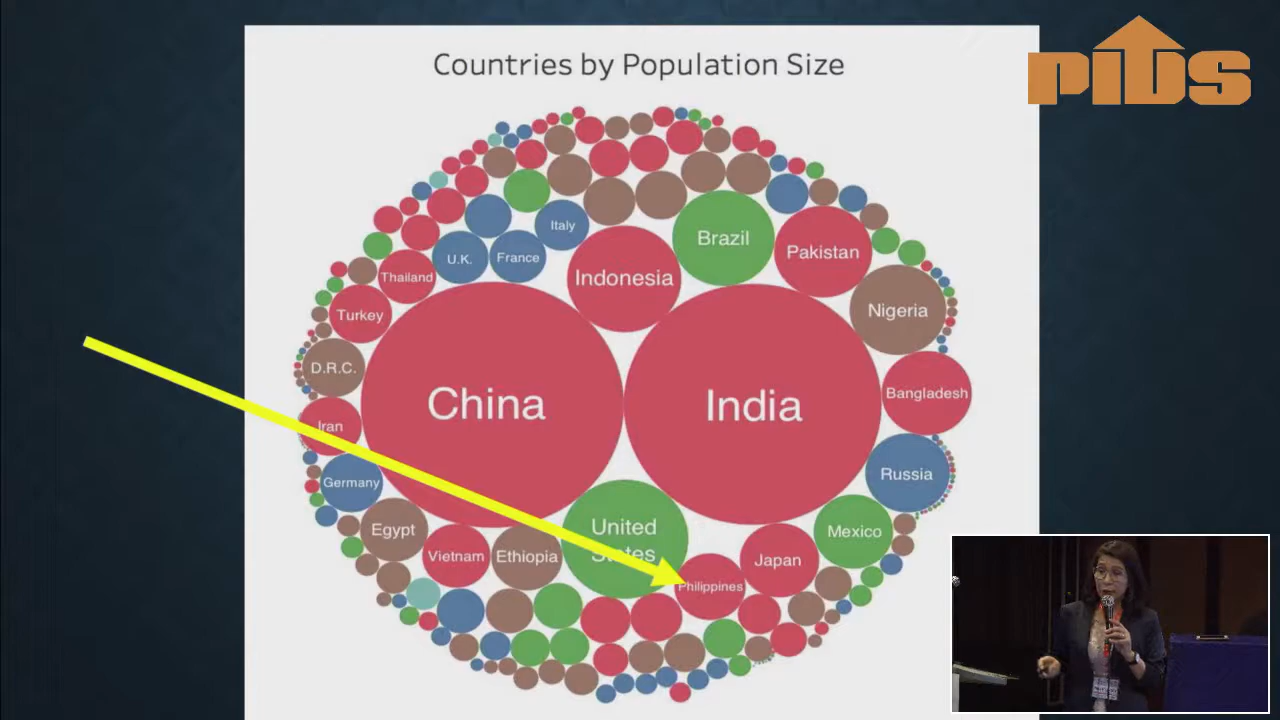 Countries by Population Size
PIDS
Italy
Brazil
Pakistan
U.K.
France
Thailand
Indonesia
Turkey
Nigeria
D.R.C.
China
India
Bangladesh
Iran
Russia
Germany
Egypt
United
States
Mexico
Vietnam
Ethiopia
Japan
Philippines